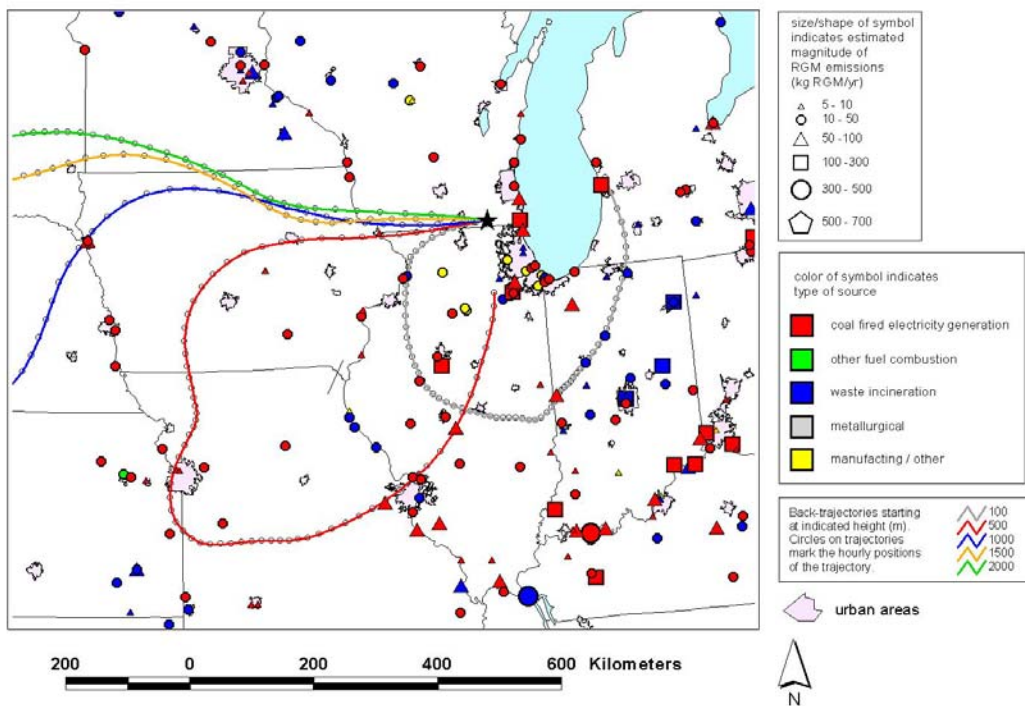 size/shape of symbol
indicates estimated
magnitude of
RGM emissions
(kg RGM/yr)
5 - 10
10 - 50
50 -100
100 - 300
300 - 500
500 - 700
color of symbol indicates
type of source
coal fired electricity generation
other fuel combustion
waste incineration
metallurgical
manufacting / other
Back-trajectories starting
at indicated height (m).
Circles on trajectories
mark the hourly positions
of the trajectory.
100
500
1000
1500
2000
urban areas
200 0 200 400 600 Kilometers
N